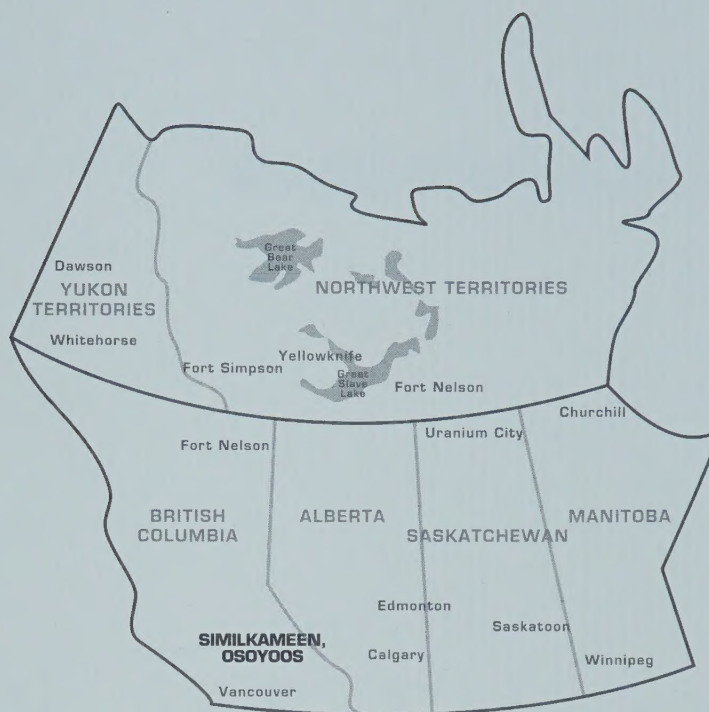 Great
Bear
Lake
Dawson
YUKON
TERRITORIES
NORTHWEST TERRITORIES
Whitehorse
Yellowknife
Fort Simpson
Great
Slave
Lake
Fort Nelson
Churchill
Uranium City
Fort Nelson
BRITISH
COLUMBIA
ALBERTA
MANITOBA
SASKATCHEWAN
Edmonton
Saskatoon
SIMILKAMEEN,
OSOYOOS
Calgary
Winnipeg
Vancouver